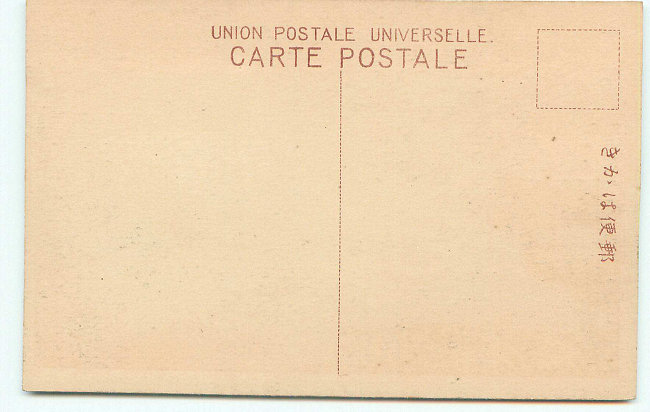 UNION POSTALE UNIVERSELLE.
CARTE POSTALE
郵便はかき